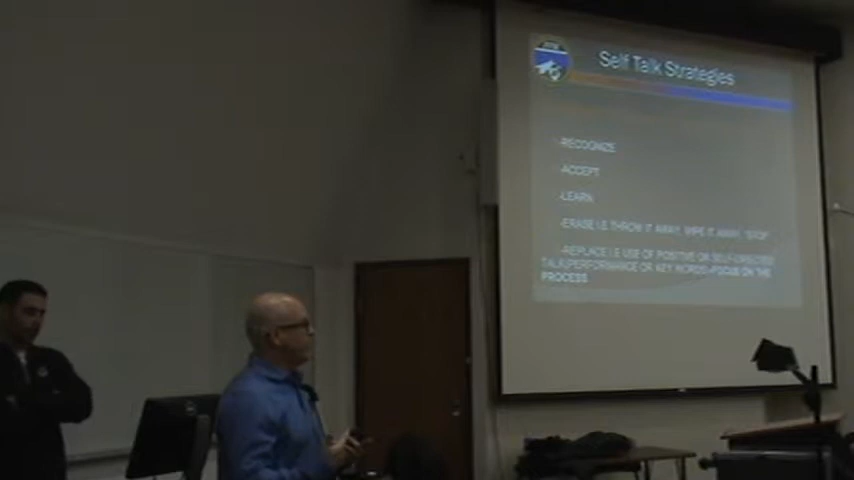 Self Talk Strategies
-RECOGNIZE
-ACCEPT
-LEARN
-ERASE I.E THROW IT AWAY, WIPE IT AWAY, "STOP"
-REPLACE I.E USE OF POSITIVE OR SELF-DIRECTED
TALK/PERFORMANCE OR KEY WORDS-FOCUS ON THE
PROCESS